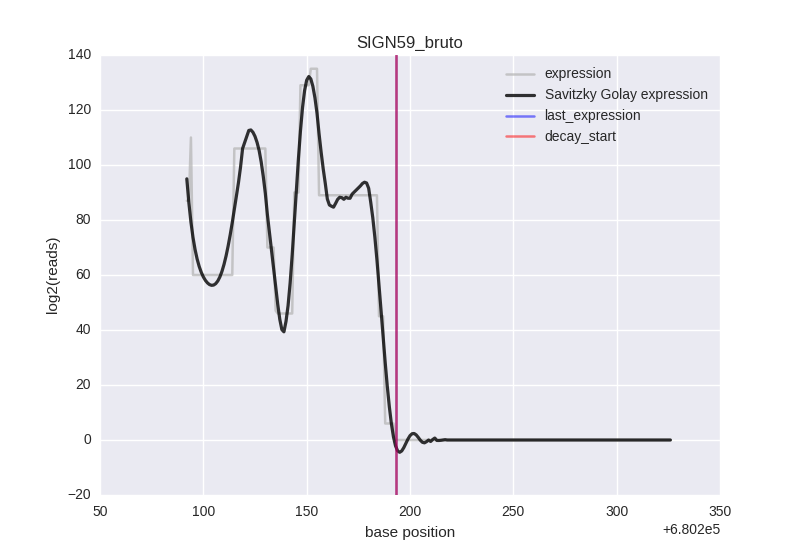 SIGN59_bruto
140
120
100
80
60
40
20
0
−20
log2(reads)
expression
Savitzky Golay expression
last_expression
decay_start
50
100
150
200
250
300
350
+6.802e5
base position